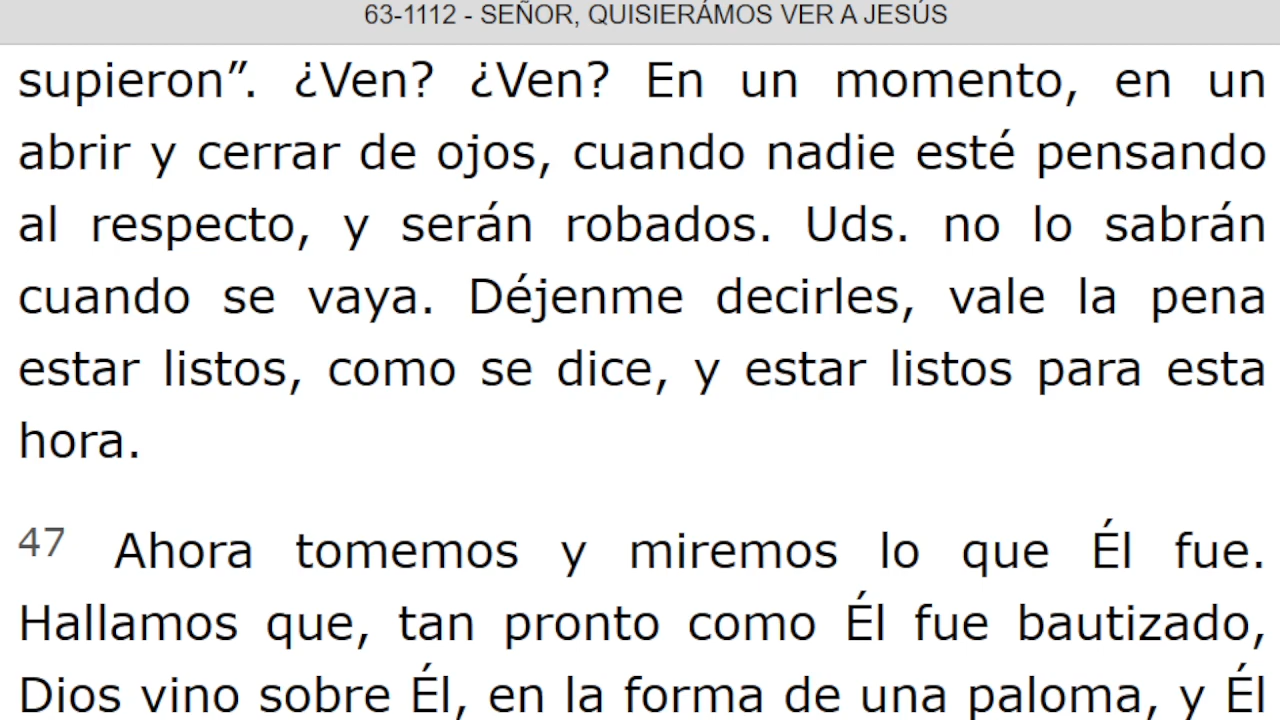 63-1112 - SEÑOR, QUISIERÁMOS VER A JESÚS
supieron”. ¿Ven? ¿Ven? En un momento, en un
abrir y cerrar de ojos, cuando nadie esté pensando
al respecto, y serán robados. Uds. no lo sabrán
cuando se vaya. Déjenme decirles, vale la pena
estar listos, como se dice, y estar listos para esta
hora.
47 Ahora tomemos y miremos lo que Él fue.
Hallamos que, tan pronto como Él fue bautizado,
Dios vino sobre Él, en la forma de una paloma, y Él